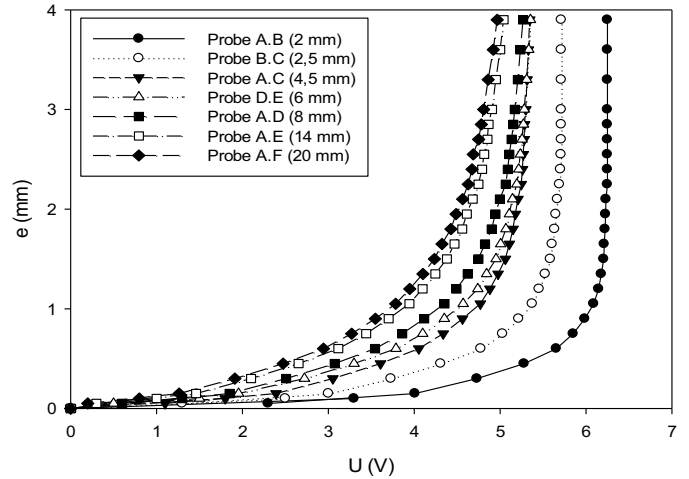 4
3
2
1
0
e (mm)
Probe A.B (2 mm)
Probe B.C (2,5 mm)
Probe A.C (4,5 mm)
Probe D.E (6 mm)
Probe A.D (8 mm)
Probe A.E (14 mm)
Probe A.F (20 mm)
0 1 2 3 4 5 6 7
U (V)